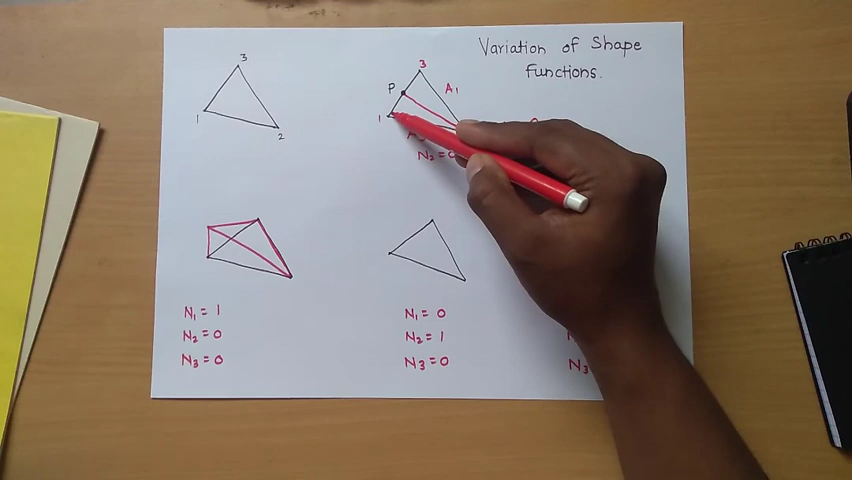 Variation of Shape
Functions.
3
1
2
3
P
A1
1
N2 = 0
N1 = 1
N2 = 0
N3 = 0
N1 = 0
N2 = 1
N3 = 0
N3